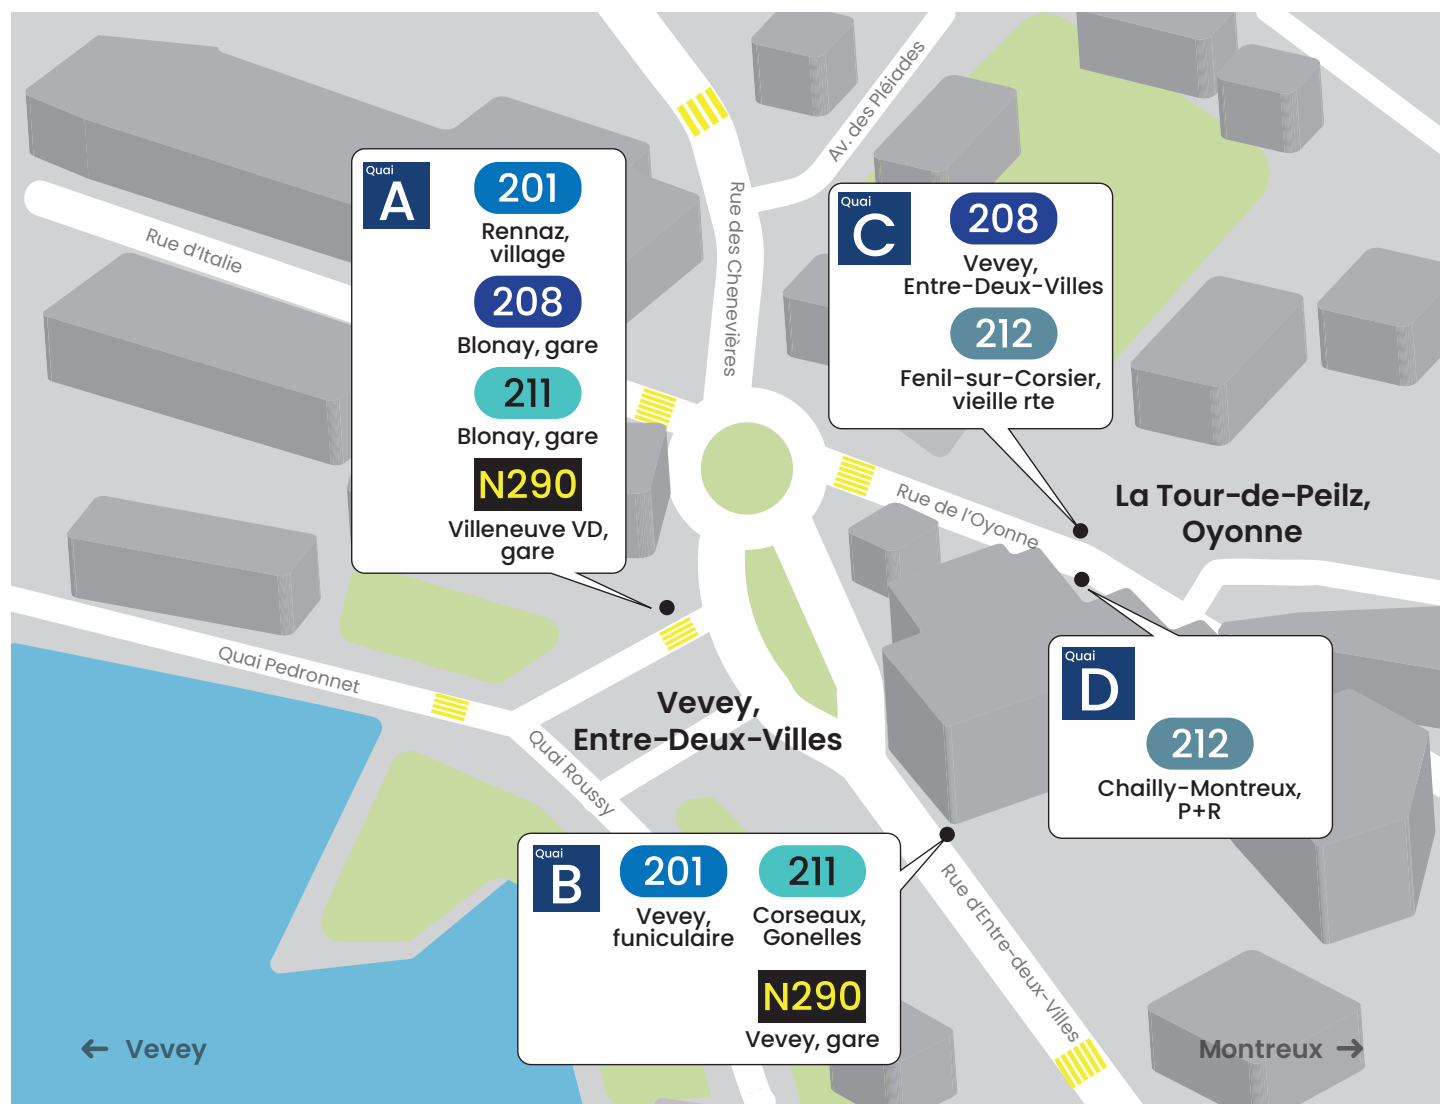 Quai
A
201
Rennaz,
village
208
Blonay, gare
211
Blonay, gare
N290
Villeneuve VD,
gare
Quai
C
208
Vevey,
Entre-Deux-Villes
212
Fenil-sur-Corsier,
vieille rte
Av. des Pléiades
Rue d'Italie
Rue des Chenevières
Rue de l'Oyonne
La Tour-de-Peilz,
Oyonne
Quai Pedronnet
Quai Roussy
Vevey,
Entre-Deux-Villes
Quai
D
212
Chailly-Montreux,
P+R
Quai
B
201
Vevey,
funiculaire
211
Corseaux,
Gonelles
N290
Vevey, gare
Rue d'Entre-deux-Villes
← Vevey
Montreux →